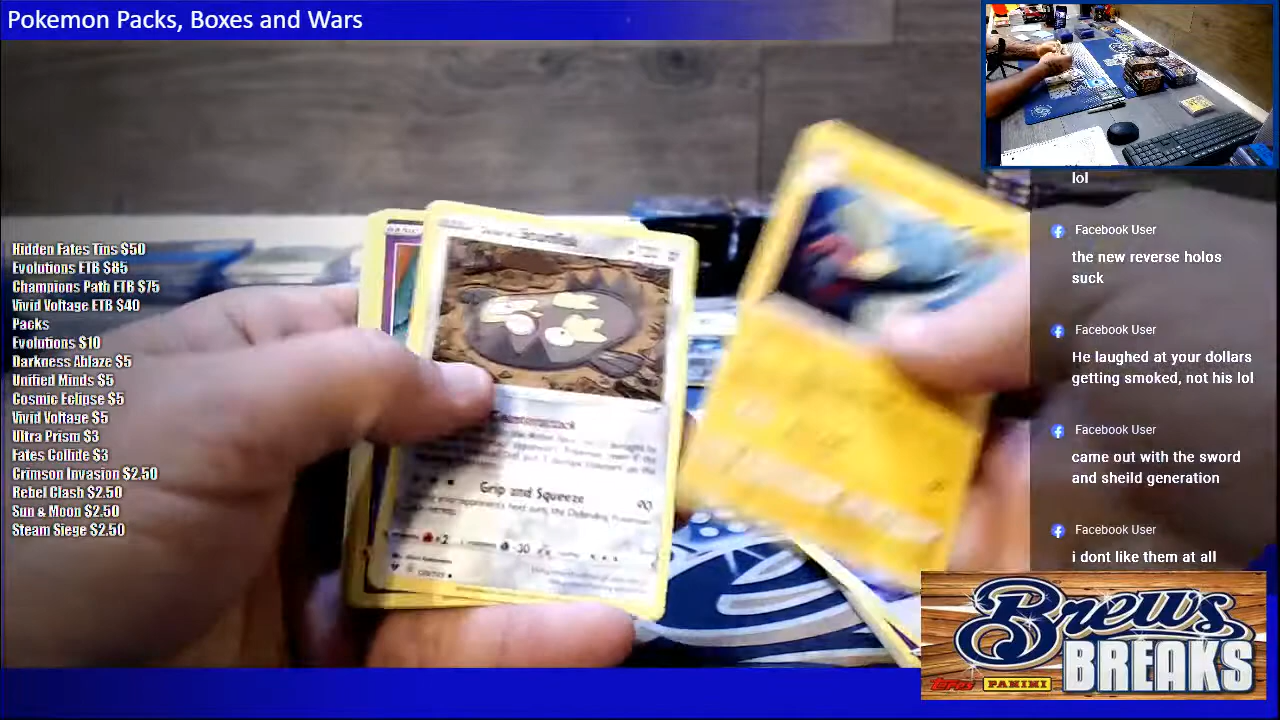 Pokemon Packs, Boxes and Wars
Hidden Fates Tins $50
Evolutions ETB $85
Champions Path ETB $75
Vivid Voltage ETB $40
Packs
Evolutions $10
Darkness Ablaze $5
Unified Minds $5
Cosmic Eclipse $5
Vivid Voltage $5
Ultra Prism $3
Fates Collide $3
Crimson Invasion $2.50
Rebel Clash $2.50
Sun & Moon $2.50
Steam Siege $2.50
Counterattack
Grip and Squeeze
×2
-30
lol
Facebook User
the new reverse holos
suck
Facebook User
He laughed at your dollars
getting smoked, not his lol
Facebook User
came out with the sword
and sheild generation
Facebook User
i dont like them at all
Brews
BREAKS
Topps PANINI